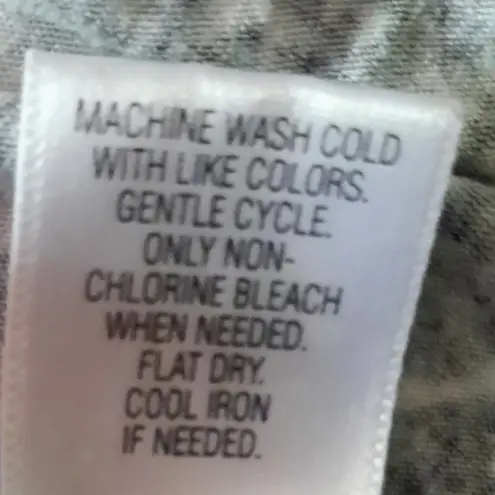 MACHINE WASH COLD
WITH LIKE COLORS.
GENTLE CYCLE.
ONLY NON-
CHLORINE BLEACH
WHEN NEEDED.
FLAT DRY.
COOL IRON
IF NEEDED.